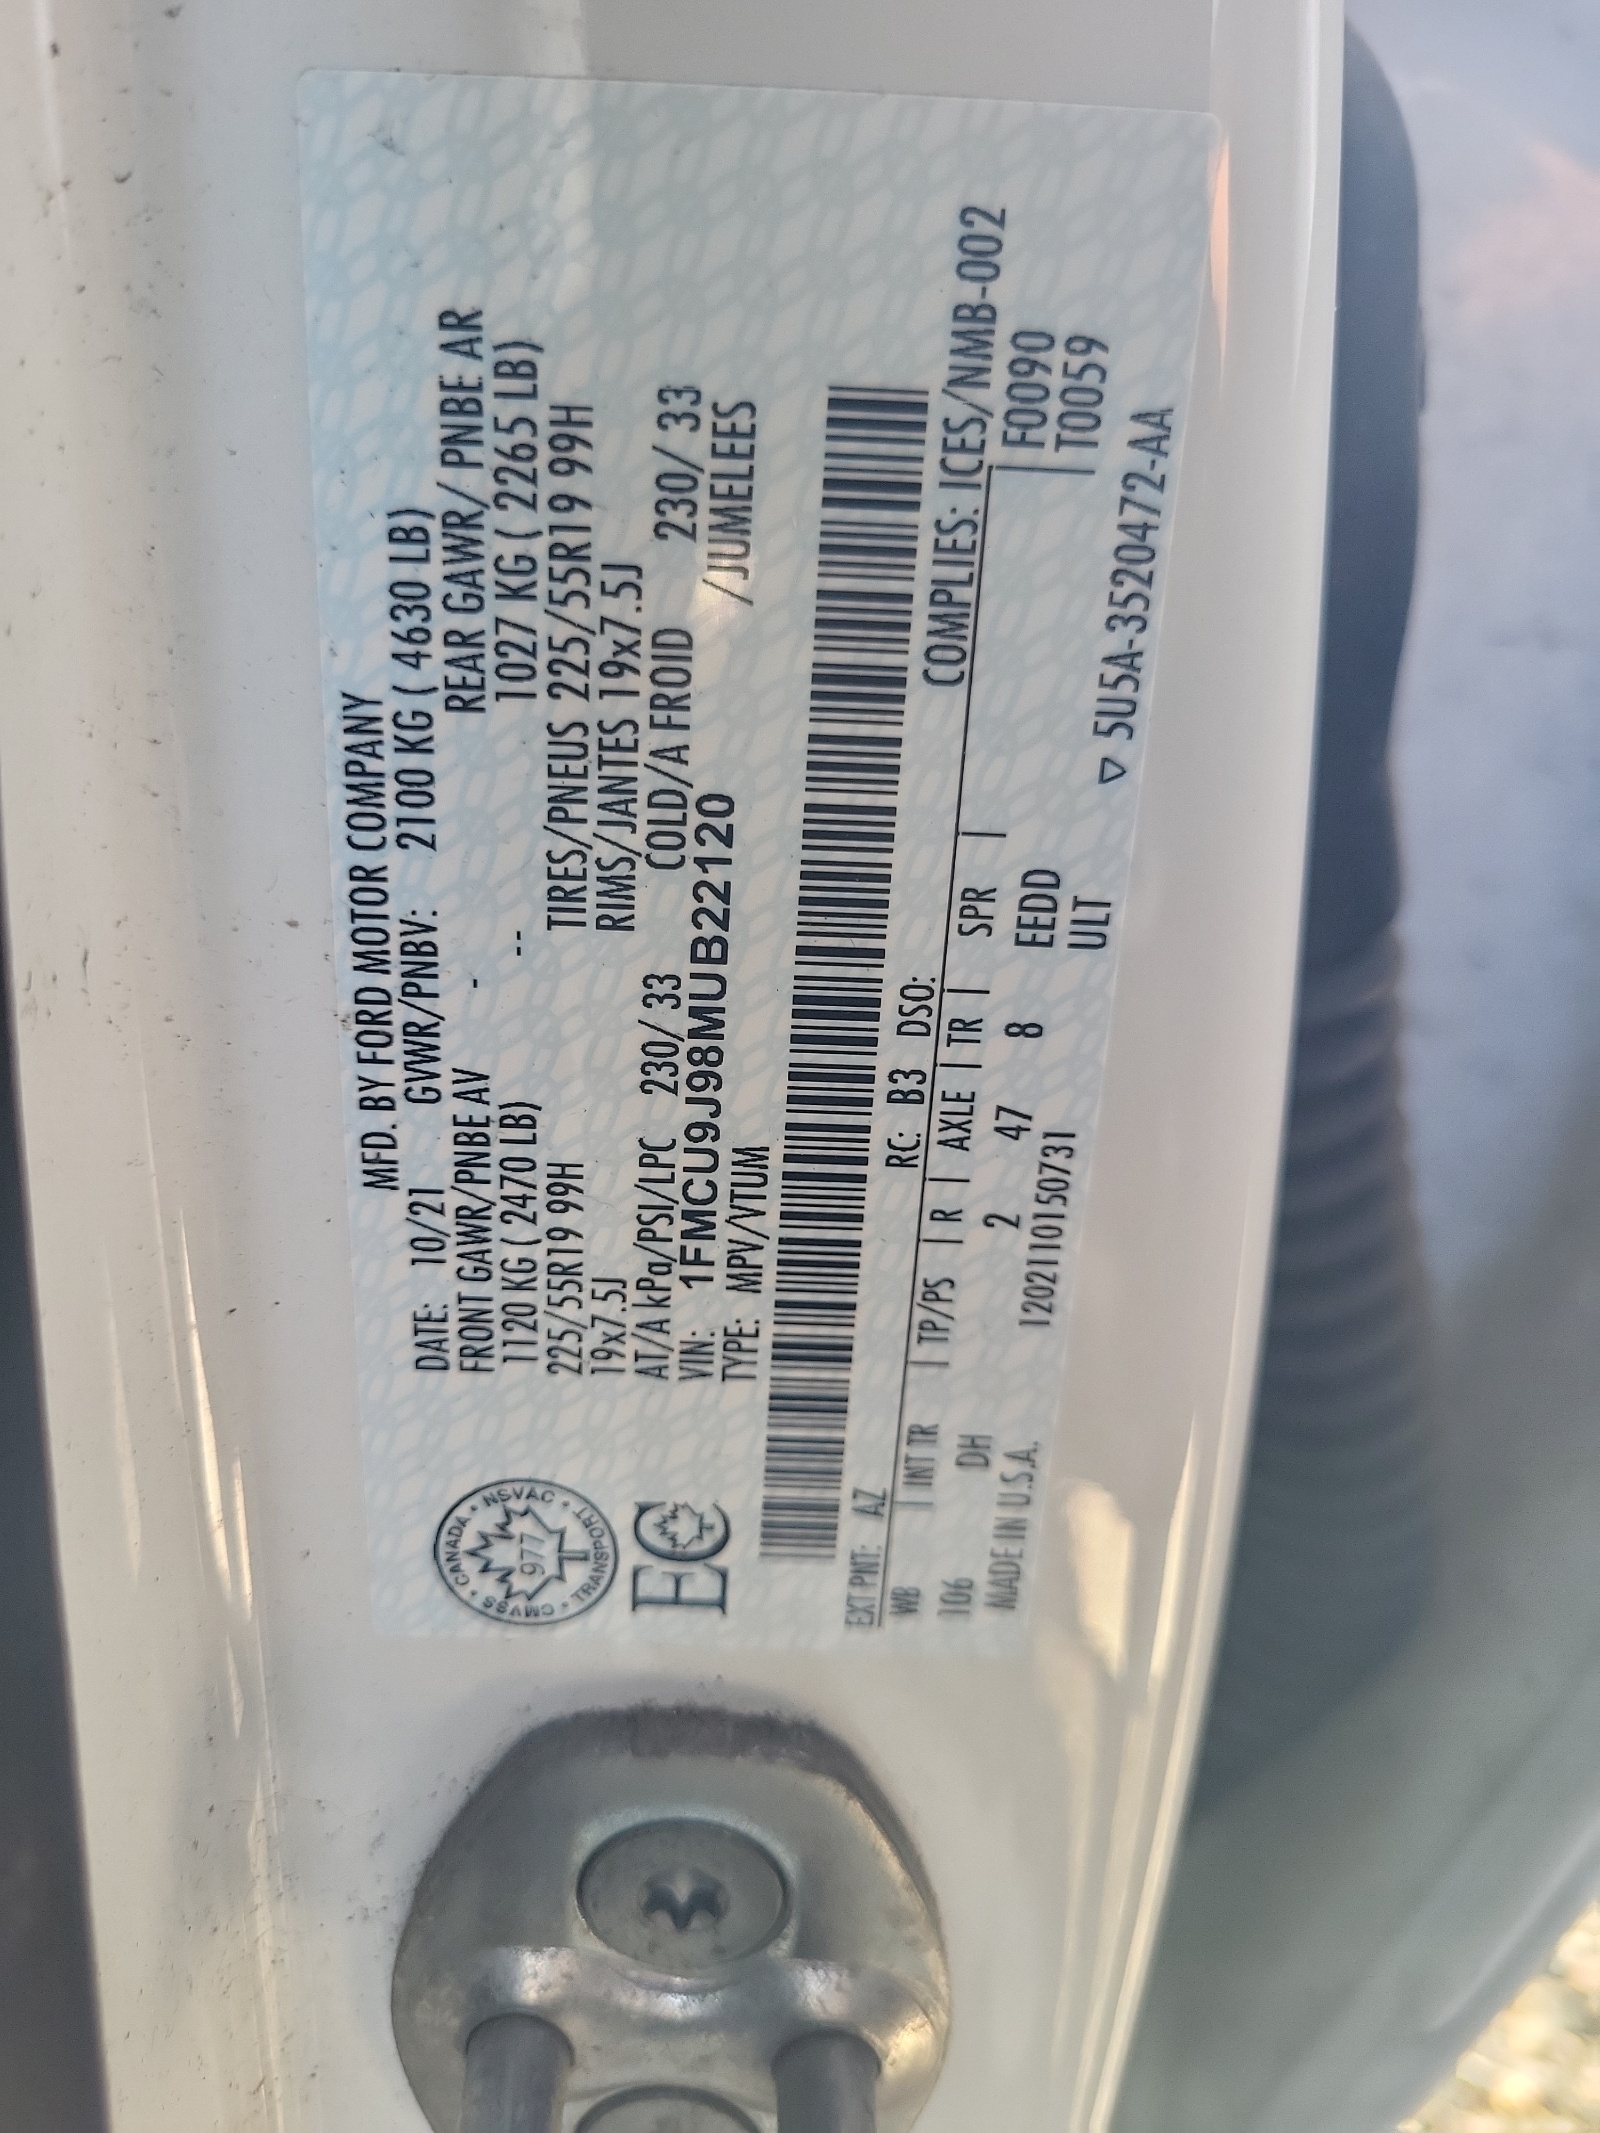 MFD. BY FORD MOTOR COMPANY
DATE: 10/21 GVWR/PNBV: 2100 KG ( 4630 LB)
FRONT GAWR/PNBE AV - REAR GAWR/ PNBE AR
1120 KG ( 2470 LB) -- 1027 KG ( 2265 LB)
225/55R19 99H TIRES/PNEUS 225/55R19 99H
19x7.5J RIMS/JANTES 19x7.5J
AT/A kPa/PSI/LPC 230/ 33 COLD/A FROID 230/ 33
VIN: 1FMCU9J98MUB22120 /JUMELEES
TYPE: MPV/VTUM
CANADA • NSVAC • TRANSPORT • CMVSS •
977
EC
EXT PNT: AZ RC: B3 DSO: COMPLIES: ICES/NMB-002
WB | INT TR | TP/PS | R | AXLE | TR | SPR | | F0090
106 DH 2 47 8 EEDD | T0059
MADE IN U.S.A. 120211015073​1 ULT
▽ 5U5A-3520472-AA